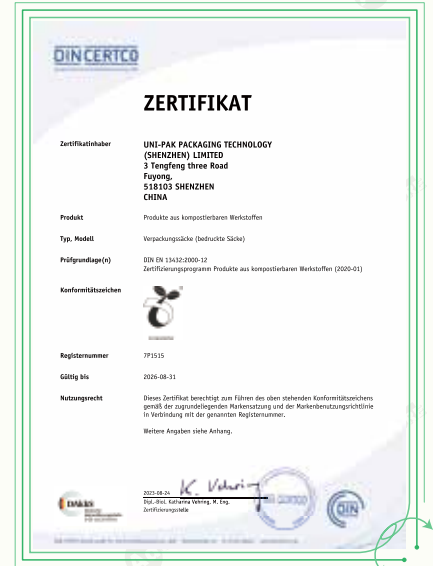 DIN CERTCO
ZERTIFIKAT
Zertifikatinhaber
UNI-PAK PACKAGING TECHNOLOGY
(SHENZHEN) LIMITED
3 Tengfeng three Road
Fuyong,
518103 SHENZHEN
CHINA
Produkt
Produkte aus kompostierbaren Werkstoffen
Typ, Modell
Verpackungssäcke (bedruckte Säcke)
Prüfgrundlage(n)
DIN EN 13432:2000-12
Zertifizierungsprogramm Produkte aus kompostierbaren Werkstoffen (2020-01)
Konformitätszeichen
Registernummer
7P1515
Gültig bis
2026-08-31
Nutzungsrecht
Dieses Zertifikat berechtigt zum Führen des oben stehenden Konformitätszeichens
gemäß der zugrundeliegenden Markensatzung und der Markenbenutzungsrichtlinie
in Verbindung mit der genannten Registernummer.
Weitere Angaben siehe Anhang.
K. Vehring
2023-08-24
Dipl.-Biol. Katharina Vehring, M. Eng.
Zertifizierungsstelle
DAkkS
DIN CERTCO
DIN